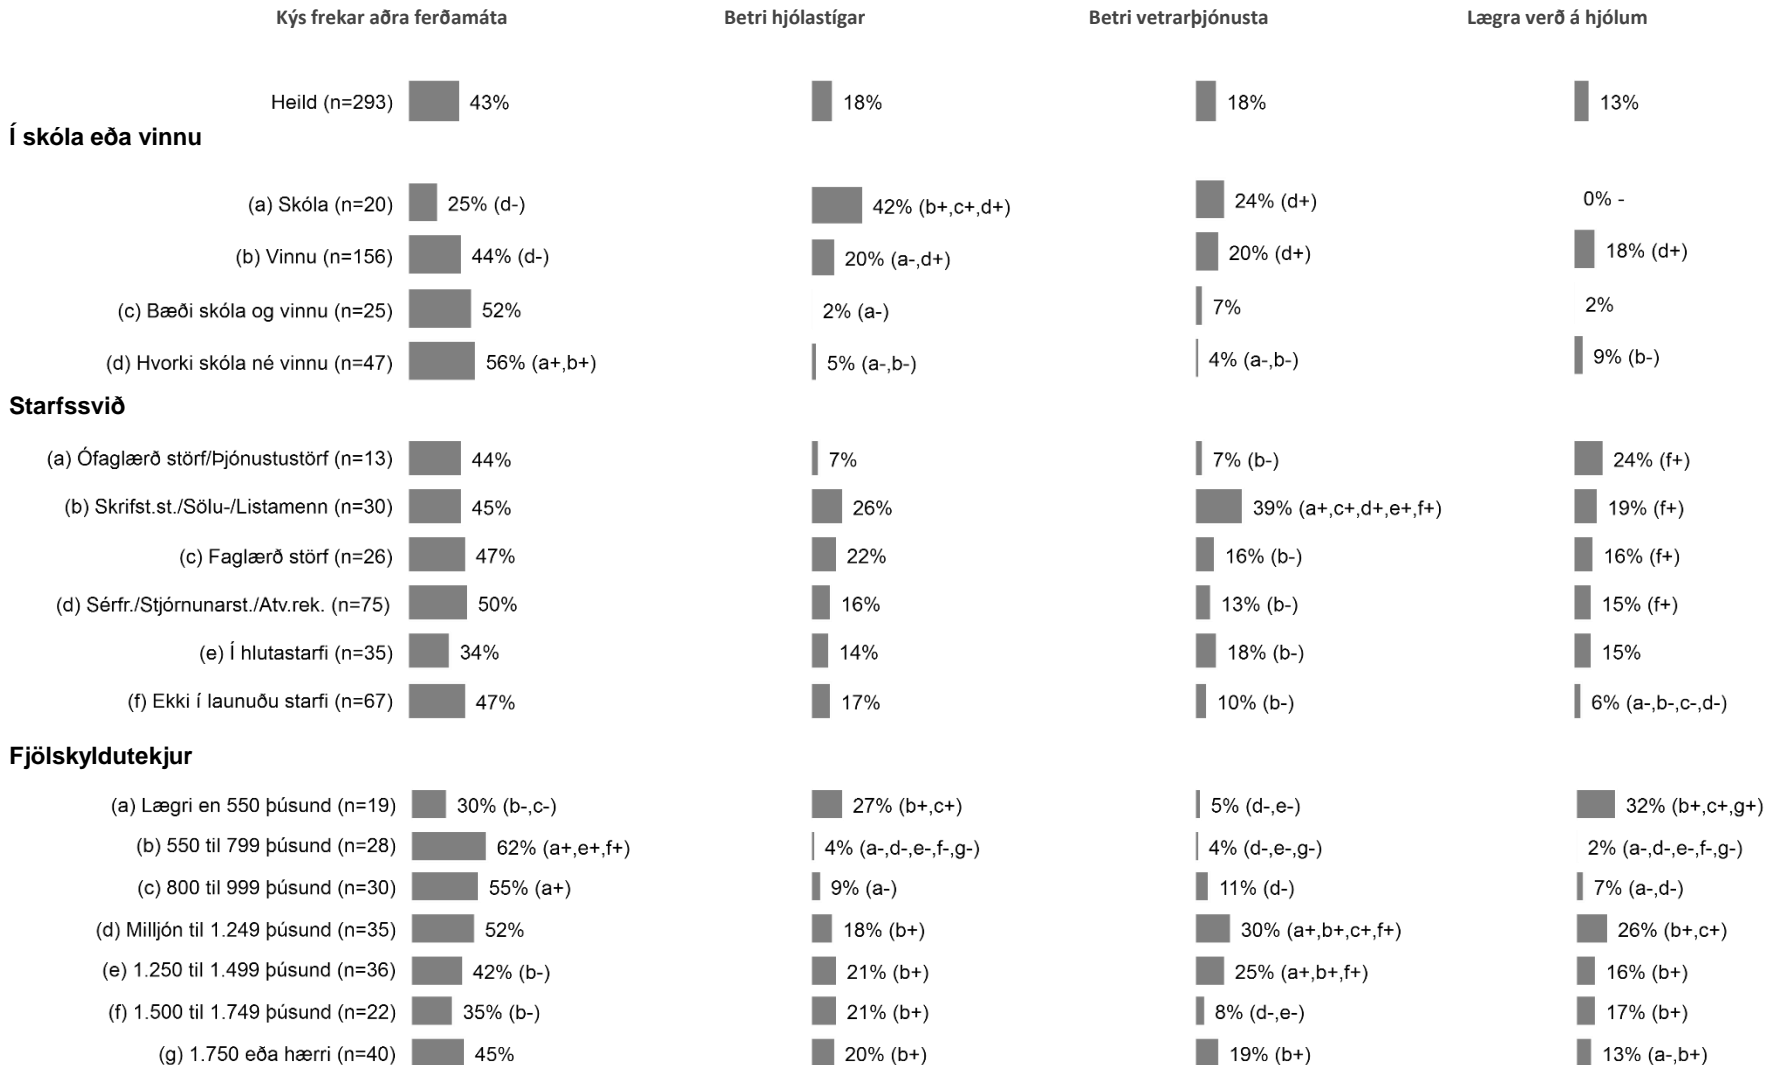 Kýs frekar aðra ferðamáta Betri hjólastígar Betri vetrarþjónusta Lægra verð á hjólum
Heild (n=293) 43% 18% 18% 13%
Í skóla eða vinnu
(a) Skóla (n=20) 25% (d-) 42% (b+,c+,d+) 24% (d+) 0% -
(b) Vinnu (n=156) 44% (d-) 20% (a-,d+) 20% (d+) 18% (d+)
(c) Bæði skóla og vinnu (n=25) 52% 2% (a-) 7% 2%
(d) Hvorki skóla né vinnu (n=47) 56% (a+,b+) 5% (a-,b-) 4% (a-,b-) 9% (b-)
Starfssvið
(a) Ófaglærð störf/Þjónustustörf (n=13) 44% 7% 7% (b-) 24% (f+)
(b) Skrifst.st./Sölu-/Listamenn (n=30) 45% 26% 39% (a+,c+,d+,e+,f+) 19% (f+)
(c) Faglærð störf (n=26) 47% 22% 16% (b-) 16% (f+)
(d) Sérfr./Stjórnunarst./Atv.rek. (n=75) 50% 16% 13% (b-) 15% (f+)
(e) Í hlutastarfi (n=35) 34% 14% 18% (b-) 15%
(f) Ekki í launuðu starfi (n=67) 47% 17% 10% (b-) 6% (a-,b-,c-,d-)
Fjölskyldutekjur
(a) Lægri en 550 þúsund (n=19) 30% (b-,c-) 27% (b+,c+) 5% (d-,e-) 32% (b+,c+,g+)
(b) 550 til 799 þúsund (n=28) 62% (a+,e+,f+) 4% (a-,d-,e-,f-,g-) 4% (d-,e-,g-) 2% (a-,d-,e-,f-,g-)
(c) 800 til 999 þúsund (n=30) 55% (a+) 9% (a-) 11% (d-) 7% (a-,d-)
(d) Milljón til 1.249 þúsund (n=35) 52% 18% (b+) 30% (a+,b+,c+,f+) 26% (b+,c+)
(e) 1.250 til 1.499 þúsund (n=36) 42% (b-) 21% (b+) 25% (a+,b+,f+) 16% (b+)
(f) 1.500 til 1.749 þúsund (n=22) 35% (b-) 21% (b+) 8% (d-,e-) 17% (b+)
(g) 1.750 eða hærri (n=40) 45% 20% (b+) 19% (b+) 13% (a-,b+)